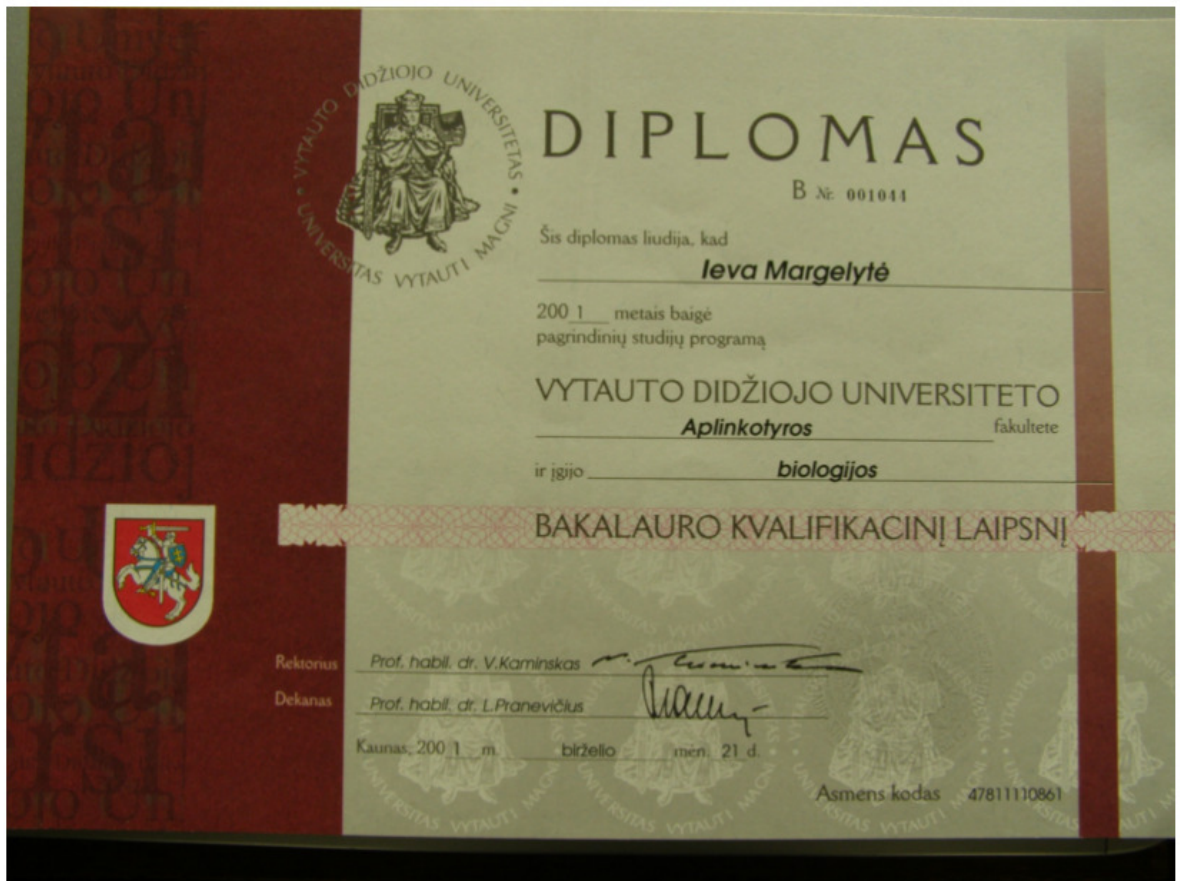 VYTAUTO DIDŽIOJO UNIVERSITETAS • UNIVERSITAS VYTAUTI MAGNI •
DIPLOMAS
B Nr. 001044
Šis diplomas liudija, kad
Ieva Margelytė
200 1 metais baigė
pagrindinių studijų programą
VYTAUTO DIDŽIOJO UNIVERSITETO
Aplinkotyros fakultete
ir įgijo biologijos
BAKALAURO KVALIFIKACINĮ LAIPSNĮ
Rektorius Prof. habil. dr. V.Kaminskas
Dekanas Prof. habil. dr. L.Pranevičius
Kaunas, 200 1 m. birželio mėn. 21 d.
Asmens kodas 47811110861